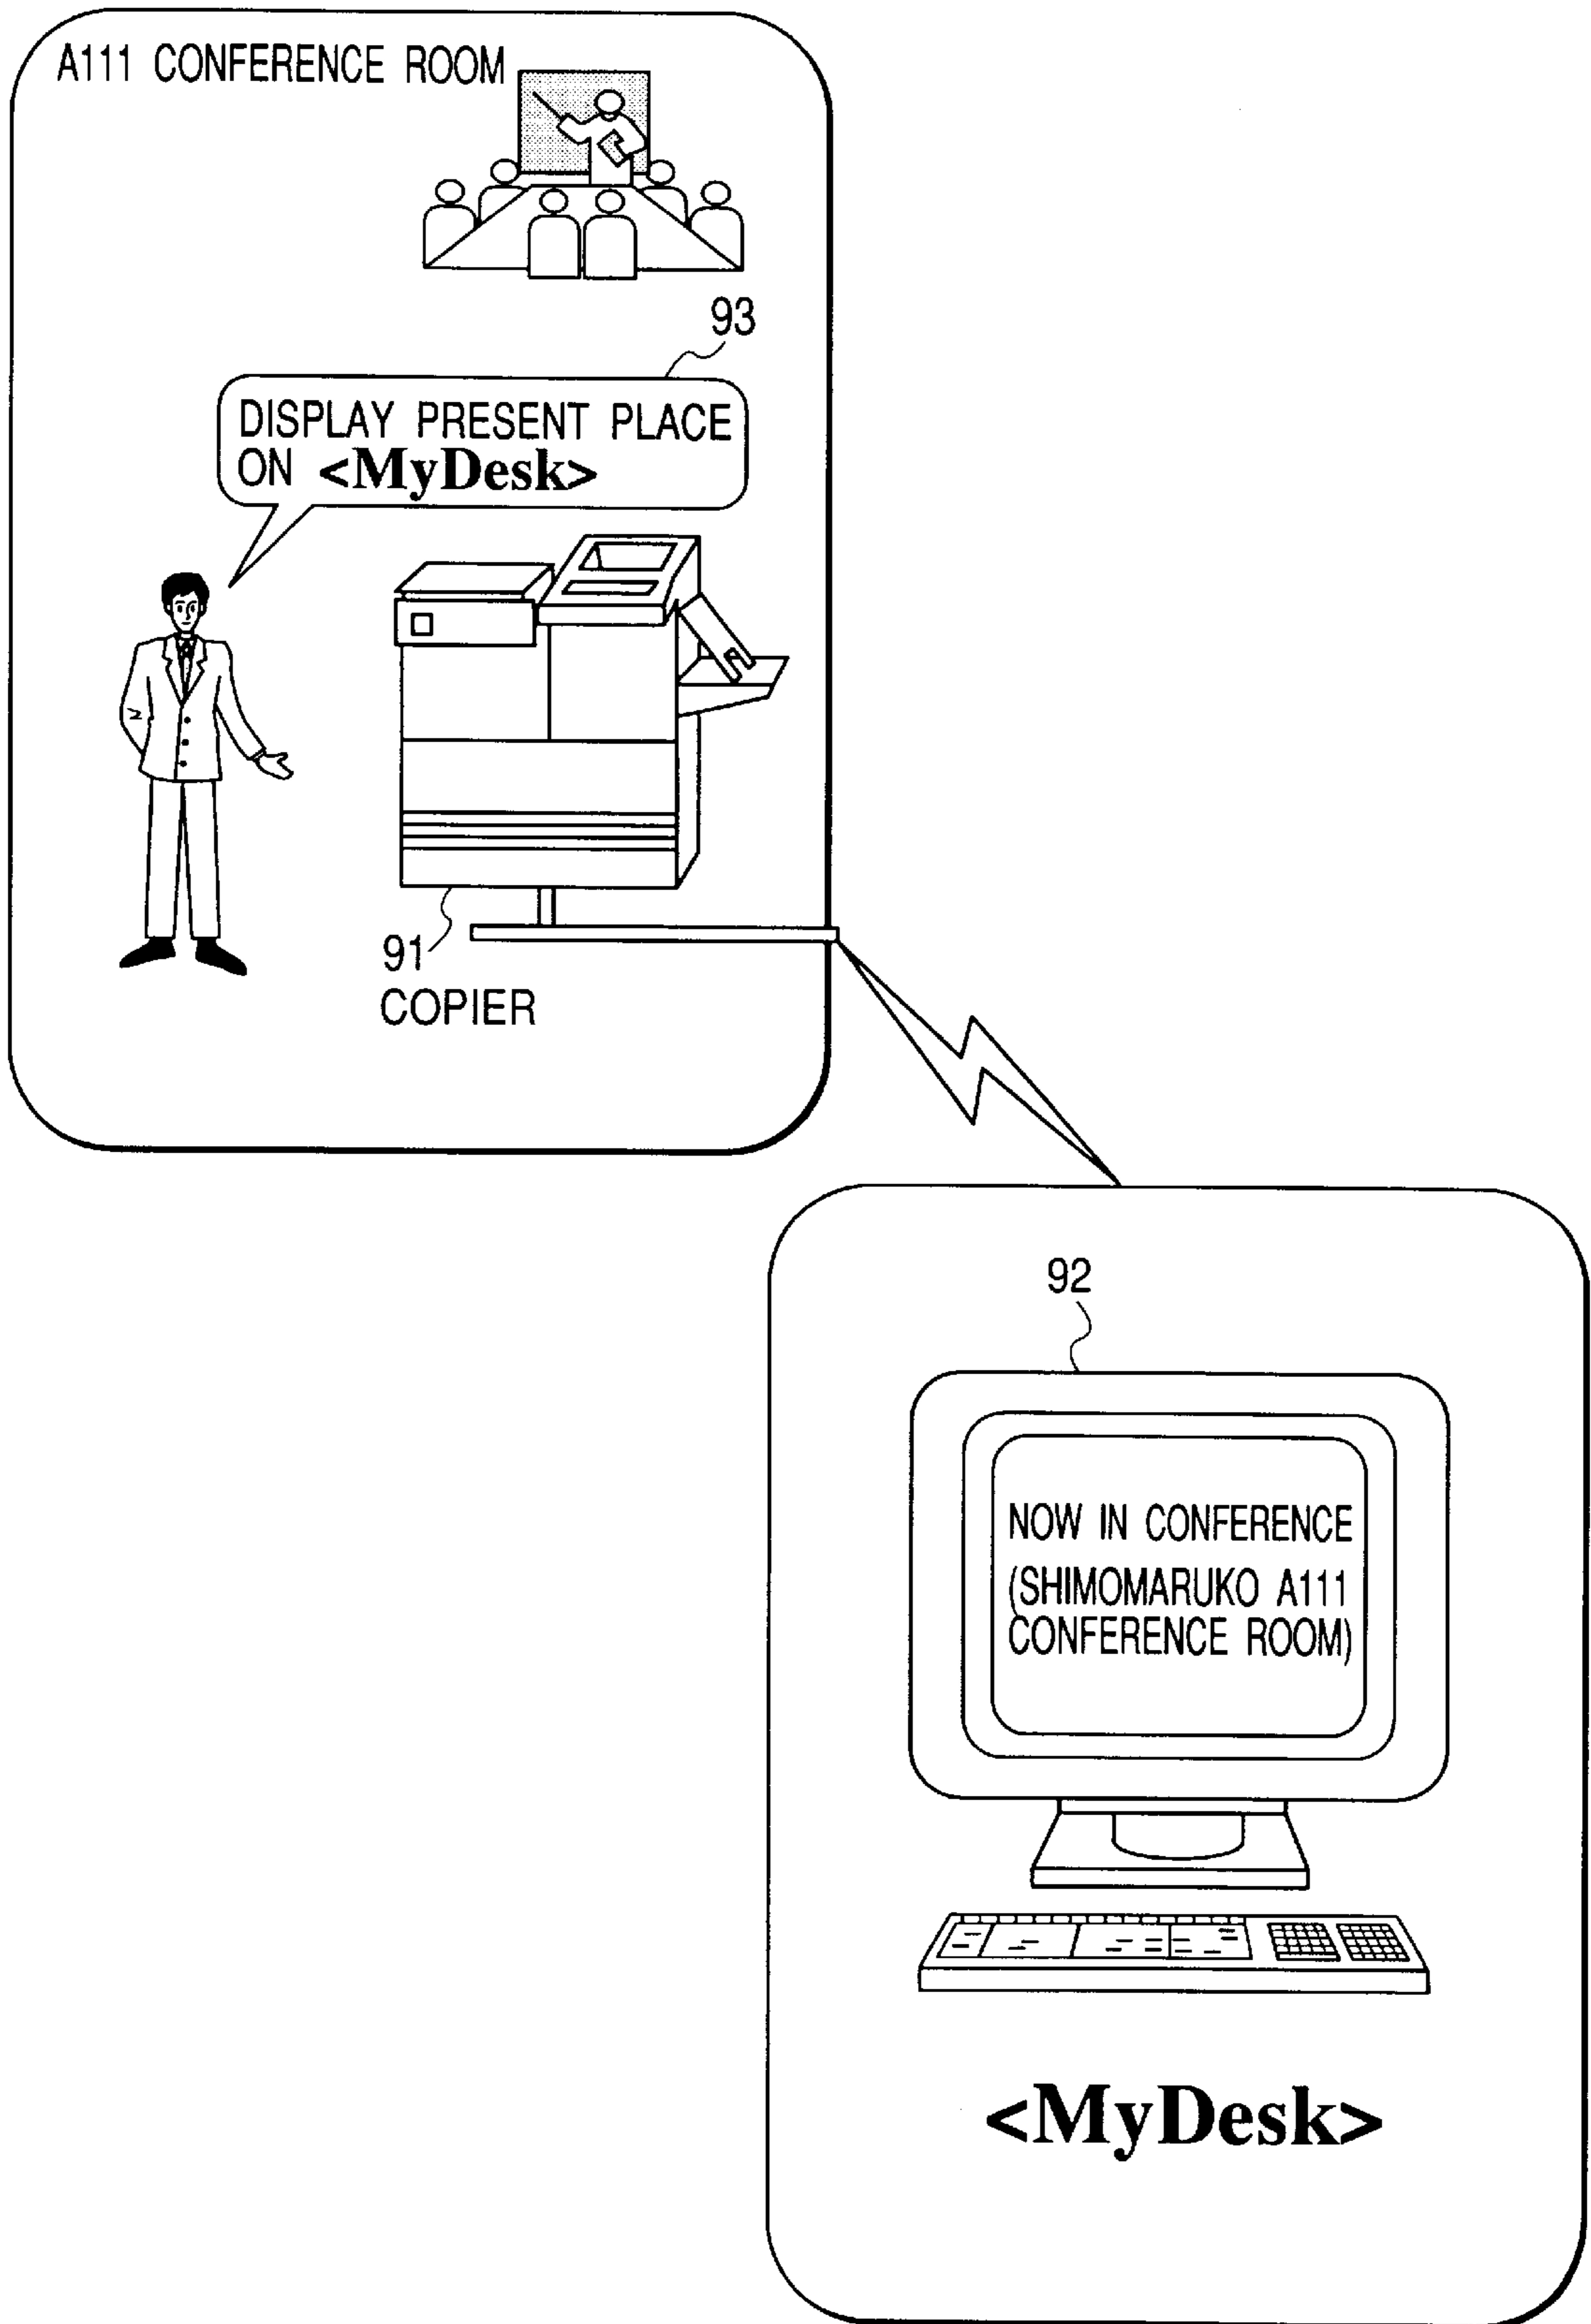 A111 CONFERENCE ROOM
93
DISPLAY PRESENT PLACE
ON <MyDesk>
91
COPIER
92
NOW IN CONFERENCE
(SHIMOMARUKO A111
CONFERENCE ROOM)
<MyDesk>